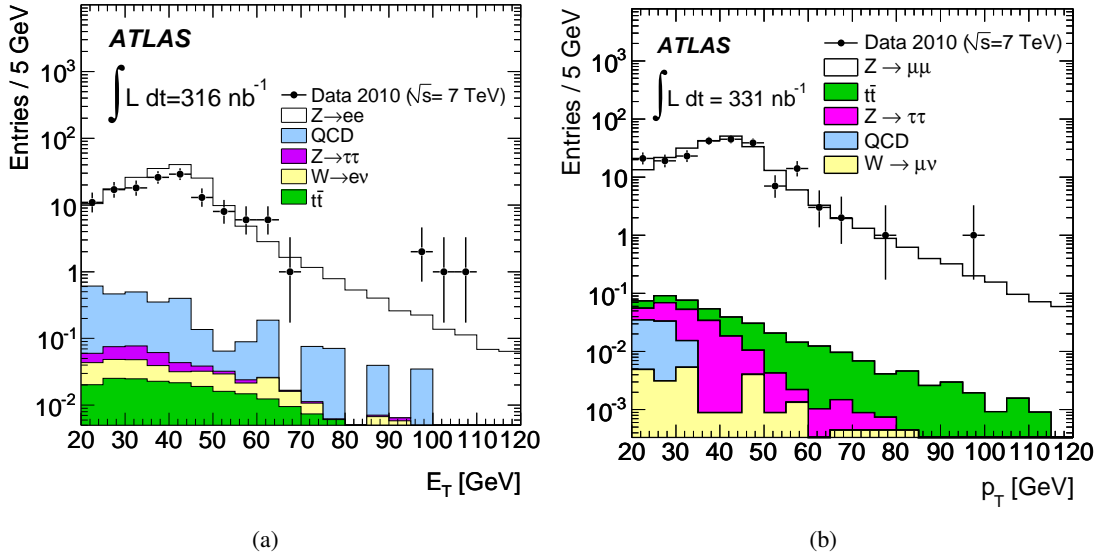 ATLAS
∫ L dt=316 nb⁻¹
Data 2010 (√s= 7 TeV)
Z→ee
QCD
Z→ττ
W→eν
tt̄
Entries / 5 GeV
10³
10²
10
1
10⁻¹
10⁻²
20 30 40 50 60 70 80 90 100 110 120
E_T [GeV]
(a)
ATLAS
∫ L dt = 331 nb⁻¹
Data 2010 (√s=7 TeV)
Z → μμ
tt̄
Z → ττ
QCD
W → μν
Entries / 5 GeV
10³
10²
10
1
10⁻¹
10⁻²
10⁻³
20 30 40 50 60 70 80 90 100 110 120
p_T [GeV]
(b)